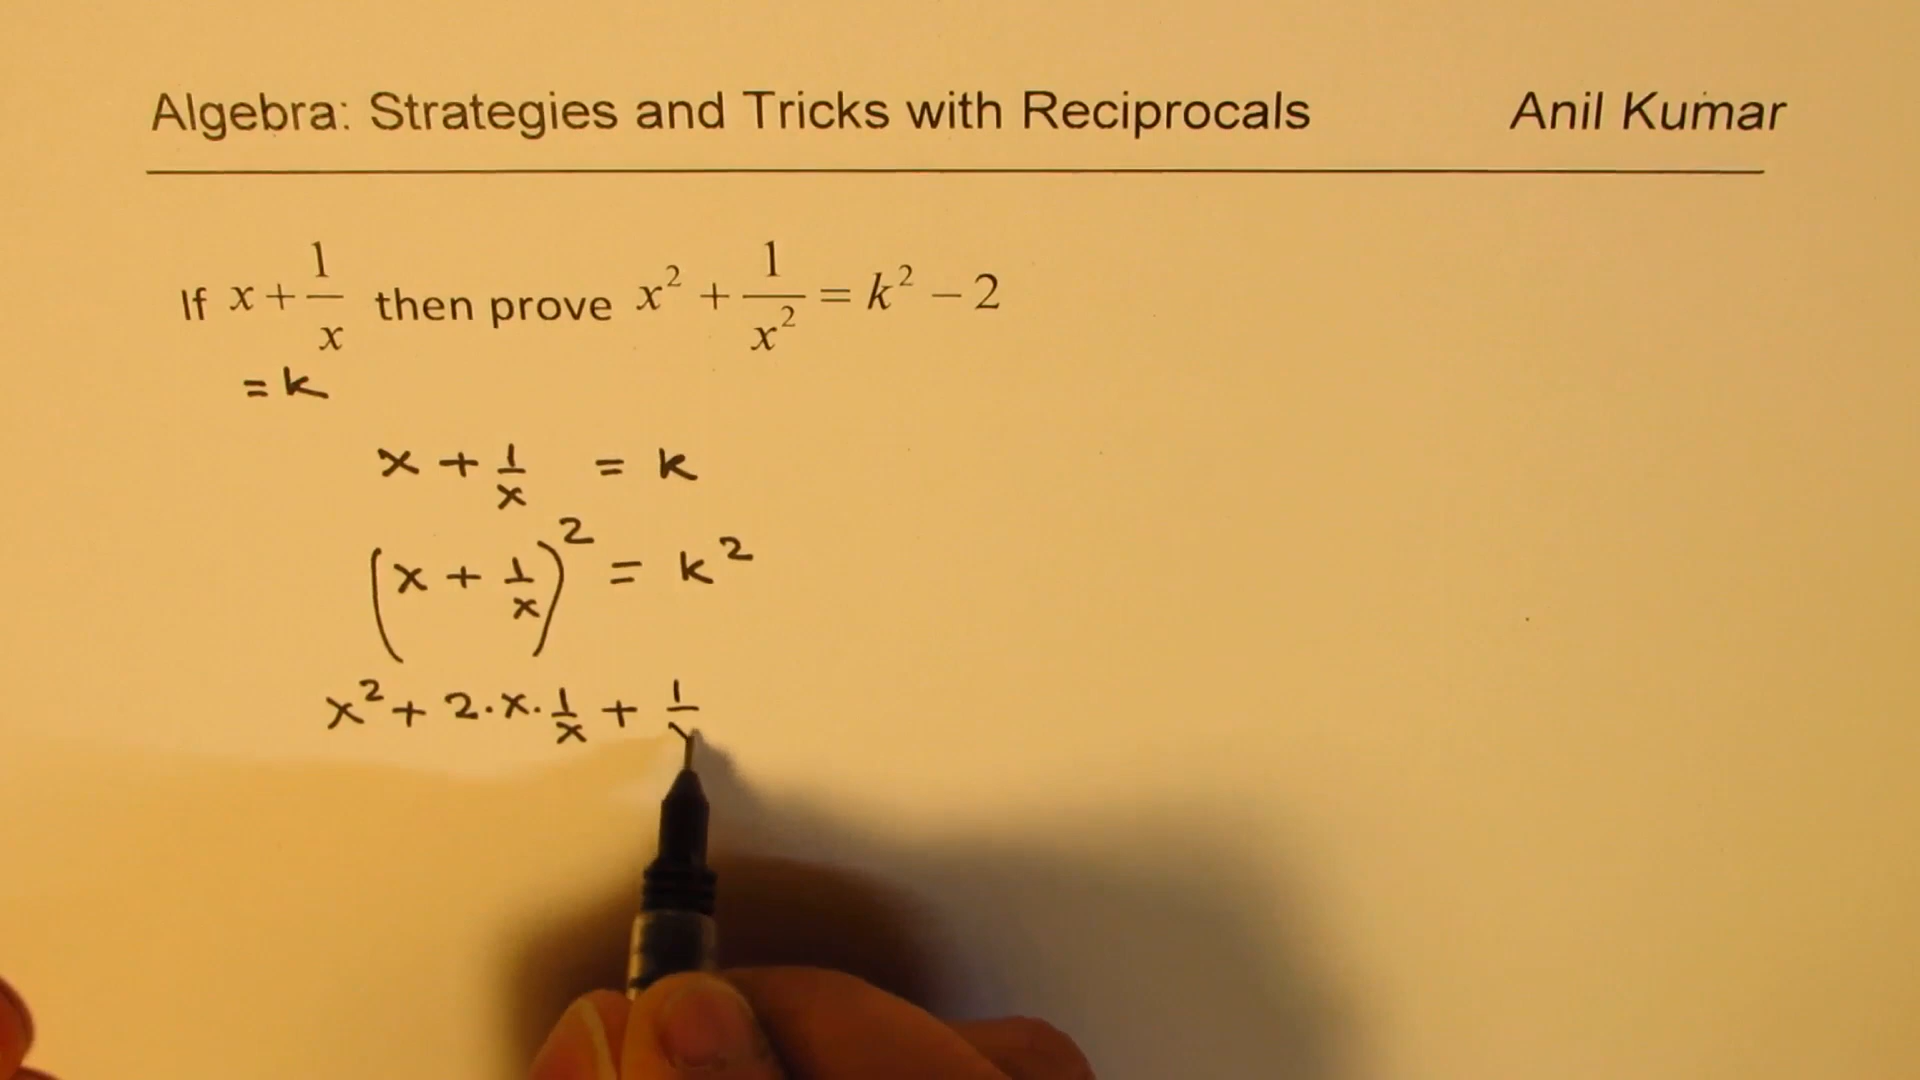 Algebra: Strategies and Tricks with Reciprocals Anil Kumar
If x + 1/x then prove x² + 1/x² = k² − 2
= k
x + 1/x = k
(x + 1/x)² = k²
x² + 2·x·1/x + 1/